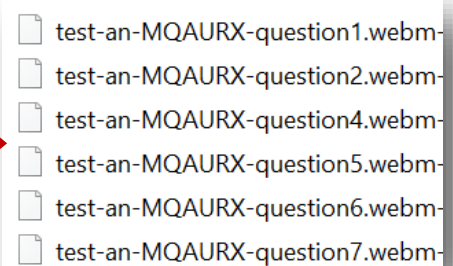 test-an-MQAURX-question1.webm-
test-an-MQAURX-question2.webm-
test-an-MQAURX-question4.webm-
test-an-MQAURX-question5.webm-
test-an-MQAURX-question6.webm-
test-an-MQAURX-question7.webm-